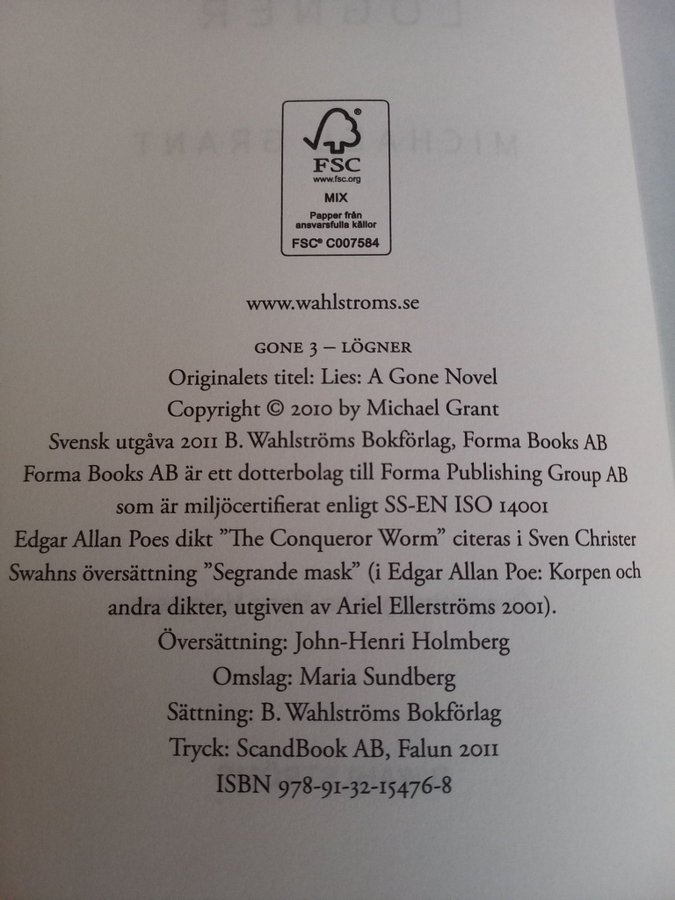 LÖGNER
MICHAEL GRANT
FSC®
www.fsc.org
MIX
Papper från
ansvarsfulla källor
FSC® C007584
www.wahlstroms.se
GONE 3 – LÖGNER
Originalets titel: Lies: A Gone Novel
Copyright © 2010 by Michael Grant
Svensk utgåva 2011 B. Wahlströms Bokförlag, Forma Books AB
Forma Books AB är ett dotterbolag till Forma Publishing Group AB
som är miljöcertifierat enligt SS-EN ISO 14001
Edgar Allan Poes dikt ”The Conqueror Worm” citeras i Sven Christer
Swahns översättning ”Segrande mask” (i Edgar Allan Poe: Korpen och
andra dikter, utgiven av Ariel Ellerströms 2001).
Översättning: John-Henri Holmberg
Omslag: Maria Sundberg
Sättning: B. Wahlströms Bokförlag
Tryck: ScandBook AB, Falun 2011
ISBN 978-91-32-15476-8